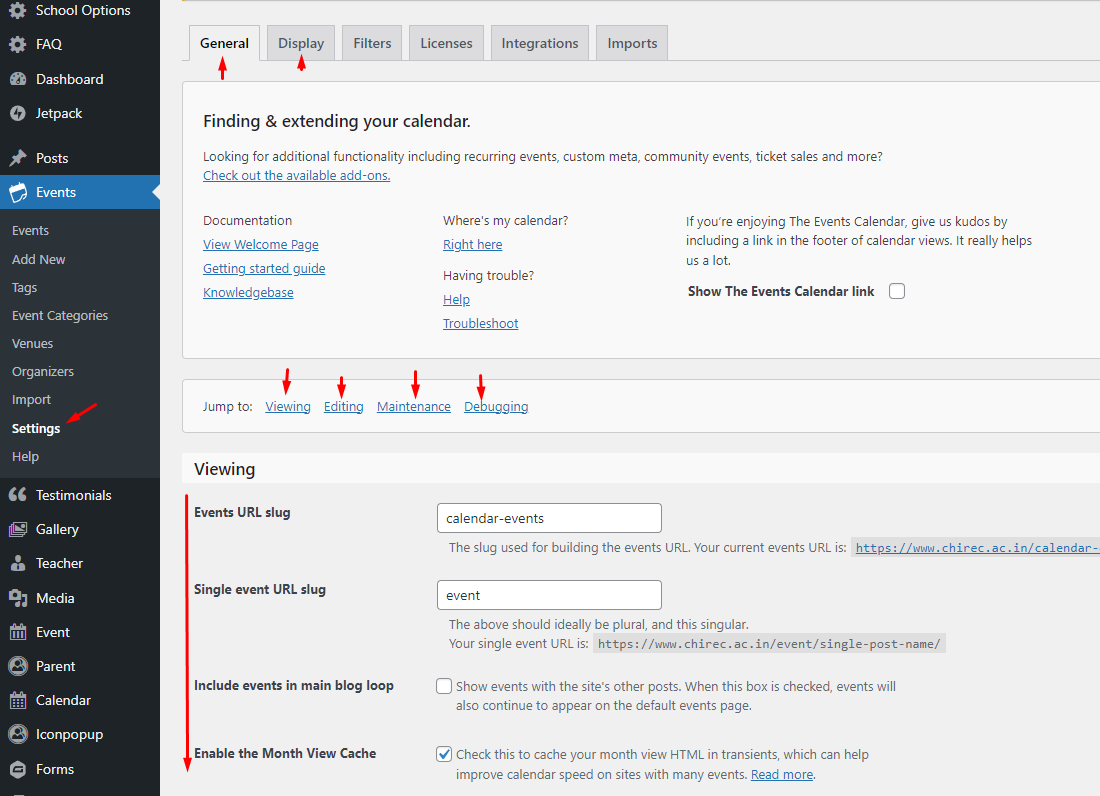 School Options
FAQ
Dashboard
Jetpack
Posts
Events
Events
Add New
Tags
Event Categories
Venues
Organizers
Import
Settings
Help
Testimonials
Gallery
Teacher
Media
Event
Parent
Calendar
Iconpopup
Forms
General Display Filters Licenses Integrations Imports
Finding & extending your calendar.
Looking for additional functionality including recurring events, custom meta, community events, ticket sales and more?
Check out the available add-ons.
Documentation
View Welcome Page
Getting started guide
Knowledgebase
Where's my calendar?
Right here
Having trouble?
Help
Troubleshoot
If you're enjoying The Events Calendar, give us kudos by
including a link in the footer of calendar views. It really helps
us a lot.
Show The Events Calendar link
Jump to: Viewing Editing Maintenance Debugging
Viewing
Events URL slug
calendar-events
The slug used for building the events URL. Your current events URL is: https://www.chirec.ac.in/calendar-
Single event URL slug
event
The above should ideally be plural, and this singular.
Your single event URL is: https://www.chirec.ac.in/event/single-post-name/
Include events in main blog loop
Show events with the site's other posts. When this box is checked, events will
also continue to appear on the default events page.
Enable the Month View Cache
Check this to cache your month view HTML in transients, which can help
improve calendar speed on sites with many events. Read more.